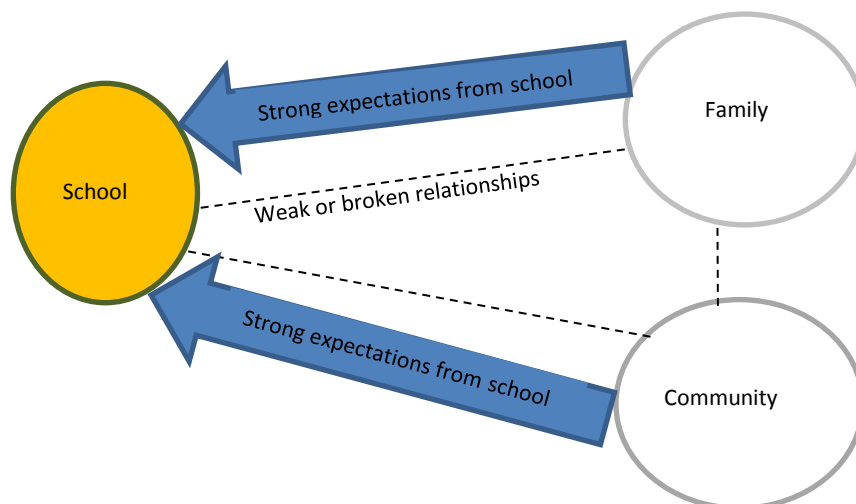 Strong expectations from school
Family
School
Weak or broken relationships
Strong expectations from school
Community